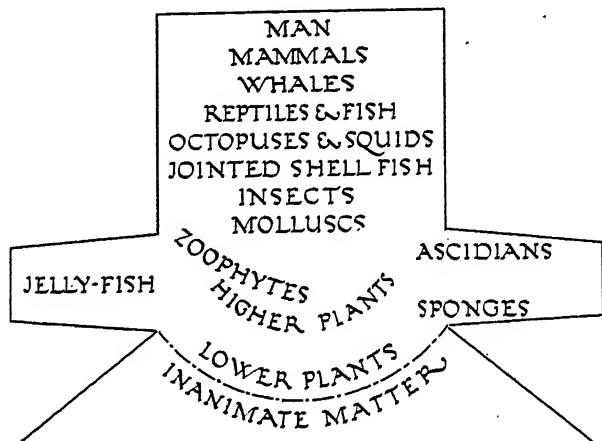 MAN
MAMMALS
WHALES
REPTILES & FISH
OCTOPUSES & SQUIDS
JOINTED SHELL FISH
INSECTS
MOLLUSCS
ZOOPHYTES
ASCIDIANS
JELLY-FISH
HIGHER PLANTS
SPONGES
LOWER PLANTS
INANIMATE MATTER